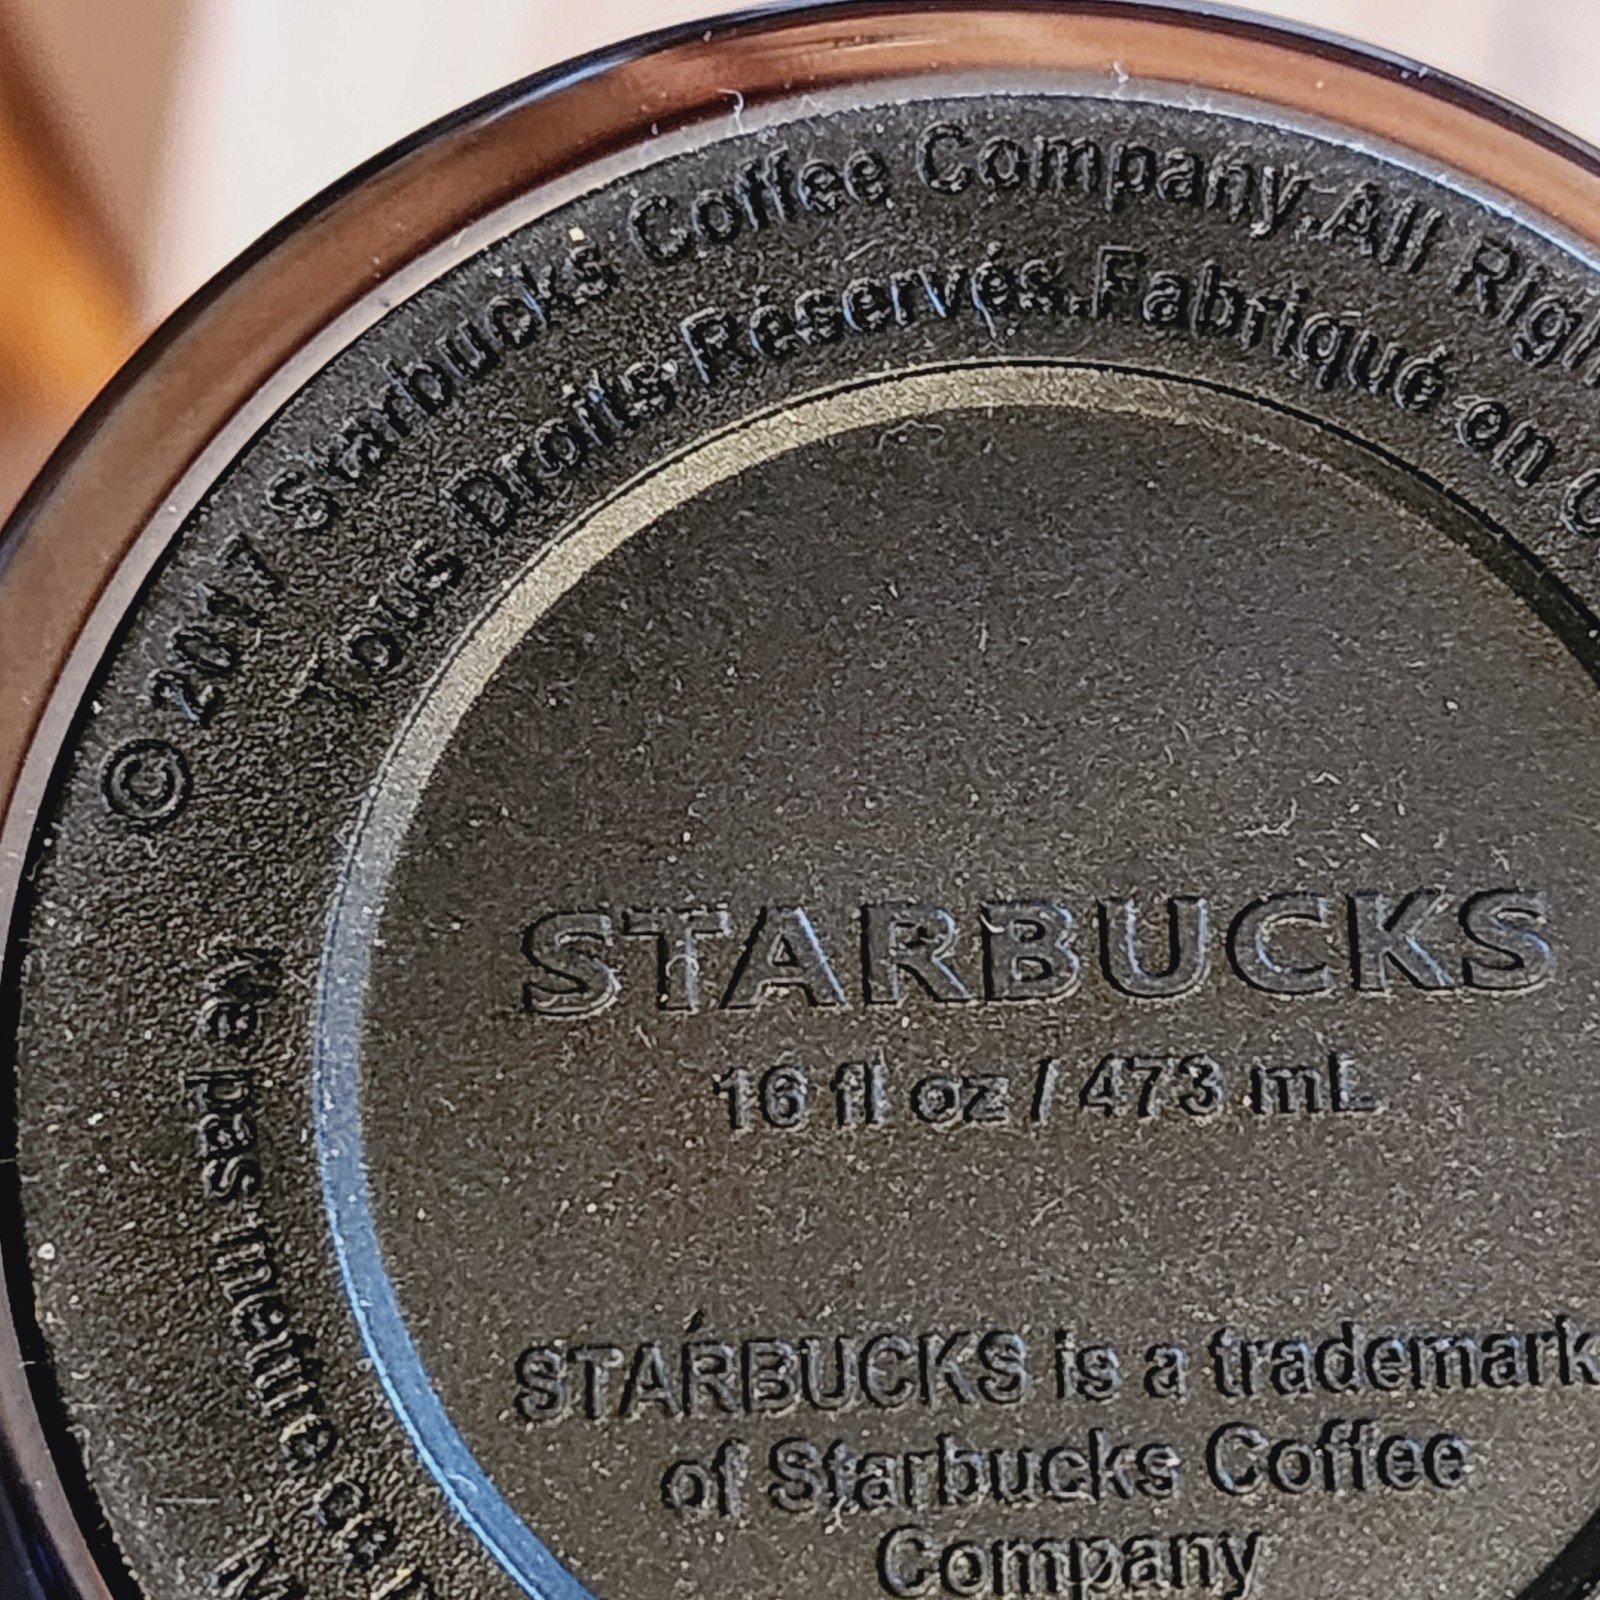 © 2017 Starbucks Coffee Company. All
Tous Droits Réservés. Fabriqué en
STARBUCKS
16 fl oz / 473 mL
STARBUCKS is a trademark
of Starbucks Coffee
Company
Ne pas mettre